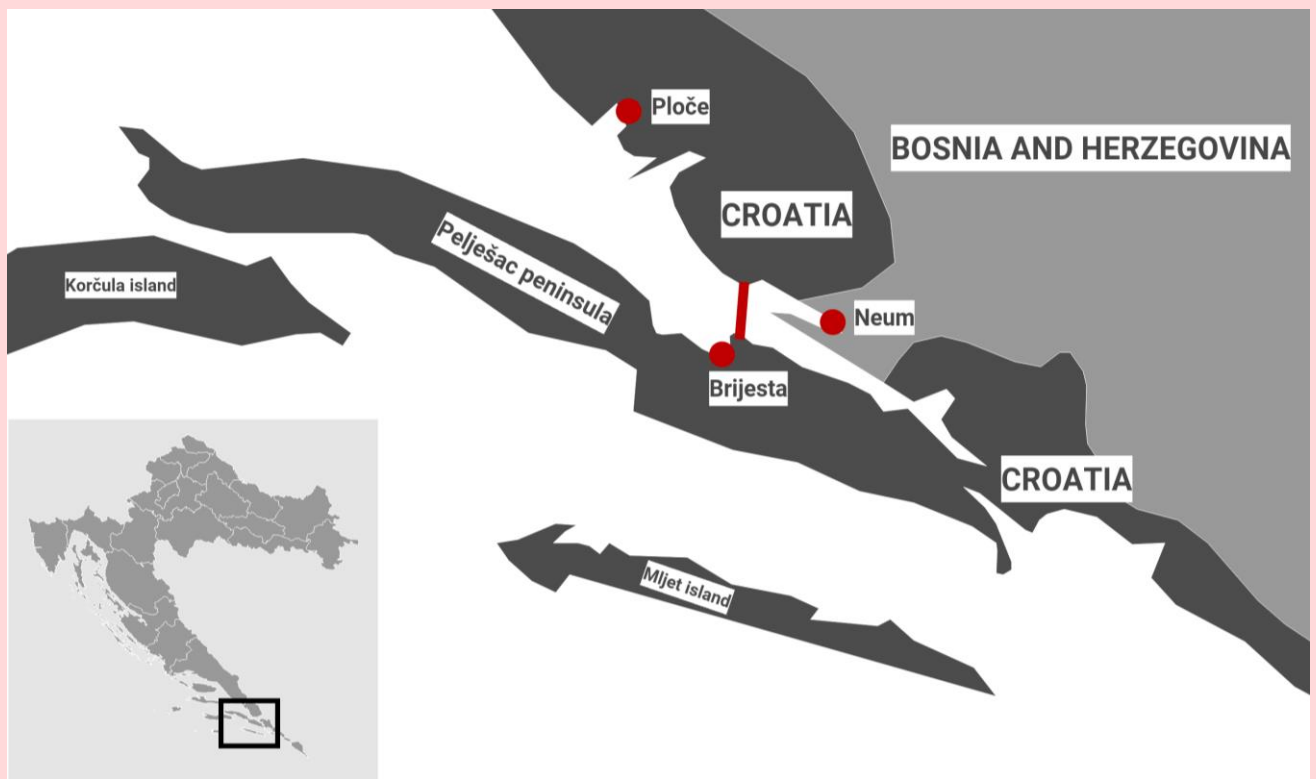 Ploče
BOSNIA AND HERZEGOVINA
CROATIA
Pelješac peninsula
Korčula island
Neum
Brijesta
CROATIA
Mljet island